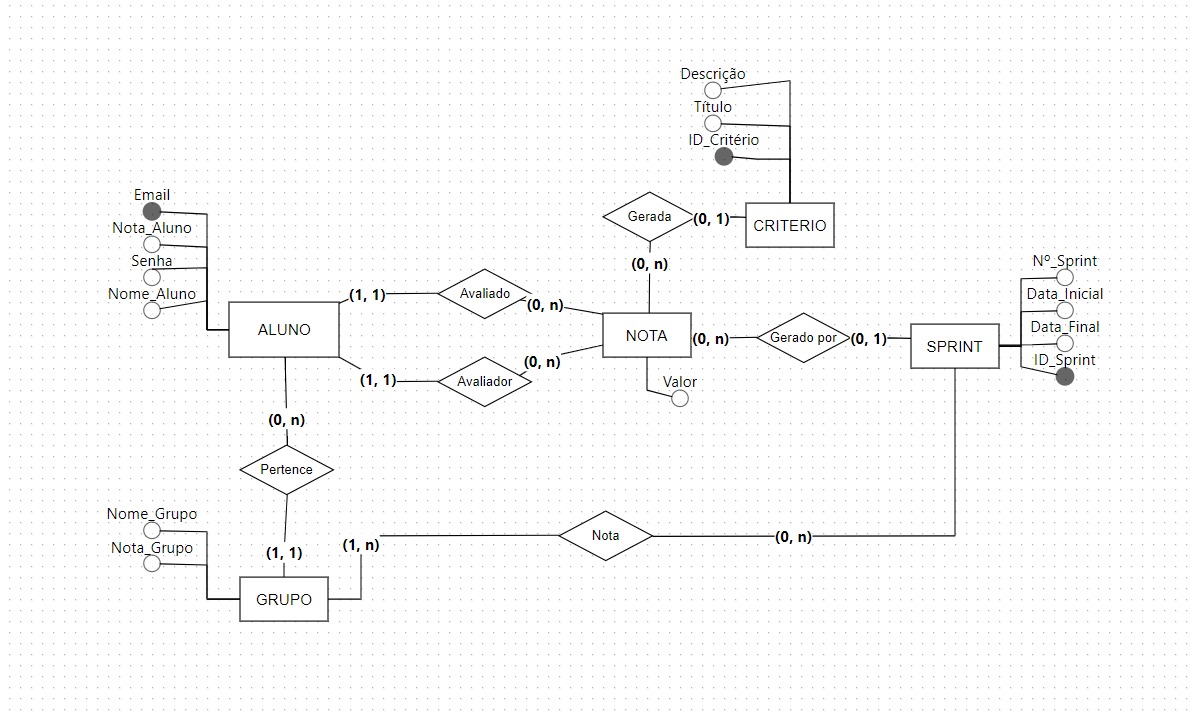 Descrição
Título
ID_Critério
Email
Nota_Aluno
Senha
Nome_Aluno
Gerada
(0, 1)
CRITERIO
(0, n)
Nº_Sprint
Data_Inicial
Data_Final
ID_Sprint
(1, 1)
Avaliado
(0, n)
ALUNO
NOTA
(0, n)
Gerado por
(0, 1)
SPRINT
(1, 1)
Avaliador
(0, n)
Valor
(0, n)
Pertence
Nome_Grupo
Nota_Grupo
(1, 1)
(1, n)
Nota
(0, n)
GRUPO